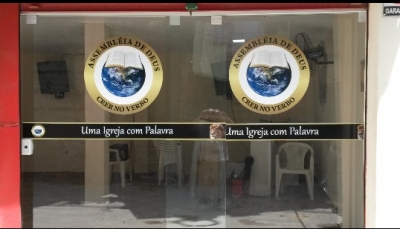 GARA
ASSEMBLÉIA DE DEUS
CRER NO VERBO
ASSEMBLÉIA DE DEUS
CRER NO VERBO
Uma Igreja com Palavra
Uma Igreja com Palavra